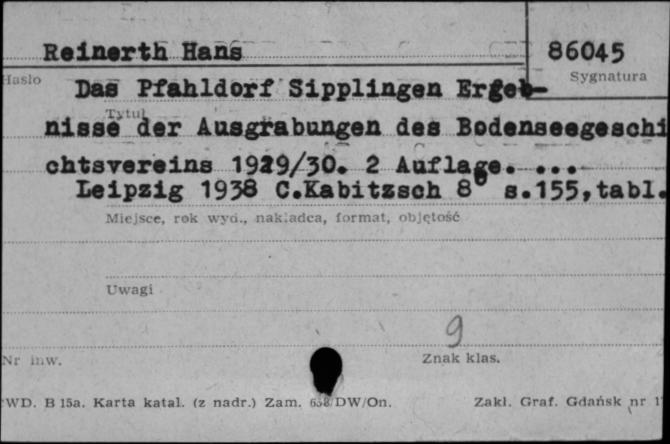 Reinerth Hans 86045
Hasło Sygnatura
Das Pfahldorf Sipplingen Ergeb-
Tytuł
nisse der Ausgrabungen des Bodenseegeschi
chtsvereins 1929/30. 2 Auflage. ...
Leipzig 1938 C.Kabitzsch 8° s.155,tabl.
Miejsce, rok wyd., nakładca, format, objętość
Uwagi
9
Nr inw. Znak klas.
WD. B 15a. Karta katal. (z nadr.) Zam. 638/DW/On. Zakł. Graf. Gdańsk nr